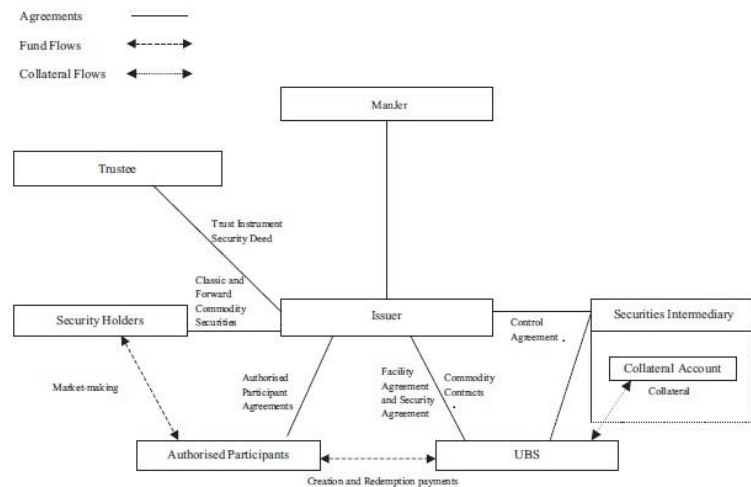 Agreements
Fund Flows
Collateral Flows
ManJer
Trustee
Trust Instrument
Security Deed
Classic and
Forward
Commodity
Securities
Security Holders
Issuer
Control
Agreement
Securities Intermediary
Collateral Account
Collateral
Market-making
Authorised
Participant
Agreements
Facility
Agreement
and Security
Agreement
Commodity
Contracts
Authorised Participants
UBS
Creation and Redemption payments